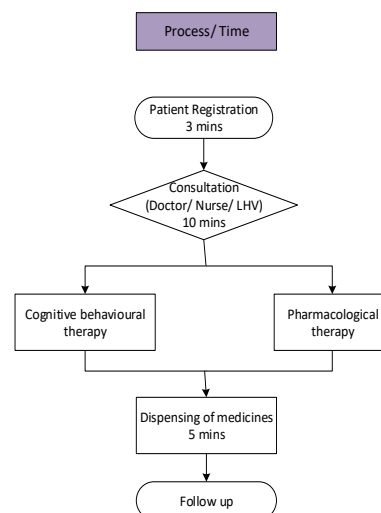 Process/ Time
Patient Registration
3 mins
Consultation
(Doctor/ Nurse/ LHV)
10 mins
Cognitive behavioural
therapy
Pharmacological
therapy
Dispensing of medicines
5 mins
Follow up